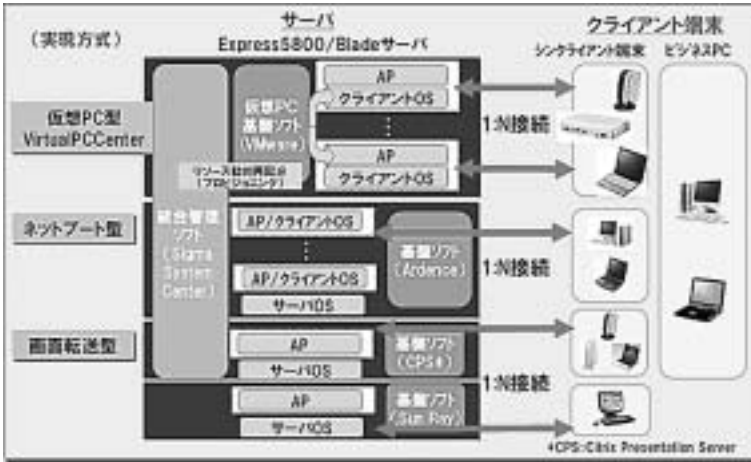 サーバ
Express5800/Bladeサーバ
クライアント端末
(実現方式)
シンクライアント端末
ビジネスPC
仮想PC型
VirtualPCCenter
仮想PC
基盤ソフト
(VMware)
AP
クライアントOS
AP
クライアントOS
1:N接続
リソース動的再配分
(プロビジョニング)
統合管理
ソフト
(Sigma
System
Center)
ネットブート型
AP/クライアントOS
AP/クライアントOS
サーバOS
基盤ソフト
(Ardence)
1:N接続
画面転送型
AP
サーバOS
基盤ソフト
(CPS*)
1:N接続
AP
サーバOS
基盤ソフト
(Sun Ray)
*CPS:Citrix Presentation Server